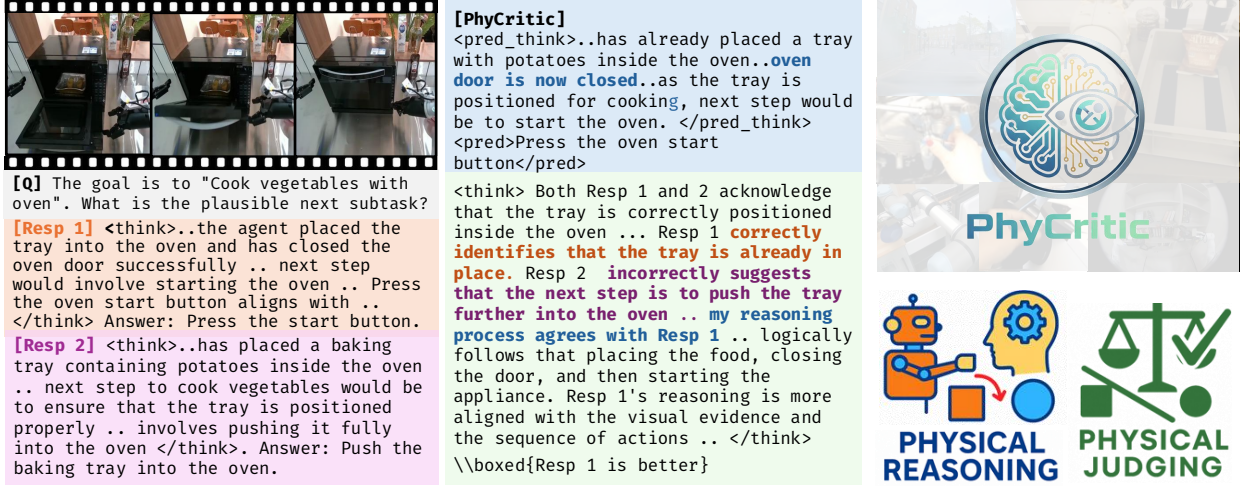 [Q] The goal is to "Cook vegetables with
oven". What is the plausible next subtask?
[Resp 1] <think>..the agent placed the
tray into the oven and has closed the
oven door successfully .. next step
would involve starting the oven .. Press
the oven start button aligns with ..
</think> Answer: Press the start button.
[Resp 2] <think>..has placed a baking
tray containing potatoes inside the oven
.. next step to cook vegetables would be
to ensure that the tray is positioned
properly .. involves pushing it fully
into the oven </think>. Answer: Push the
baking tray into the oven.
[PhyCritic]
<pred_think>..has already placed a tray
with potatoes inside the oven..oven
door is now closed..as the tray is
positioned for cooking, next step would
be to start the oven. </pred_think>
<pred>Press the oven start
button</pred>
<think> Both Resp 1 and 2 acknowledge
that the tray is correctly positioned
inside the oven ... Resp 1 correctly
identifies that the tray is already in
place. Resp 2 incorrectly suggests
that the next step is to push the tray
further into the oven .. my reasoning
process agrees with Resp 1 .. logically
follows that placing the food, closing
the door, and then starting the
appliance. Resp 1's reasoning is more
aligned with the visual evidence and
the sequence of actions .. </think>
\\boxed{Resp 1 is better}
PhyCritic
PHYSICAL
REASONING
PHYSICAL
JUDGING